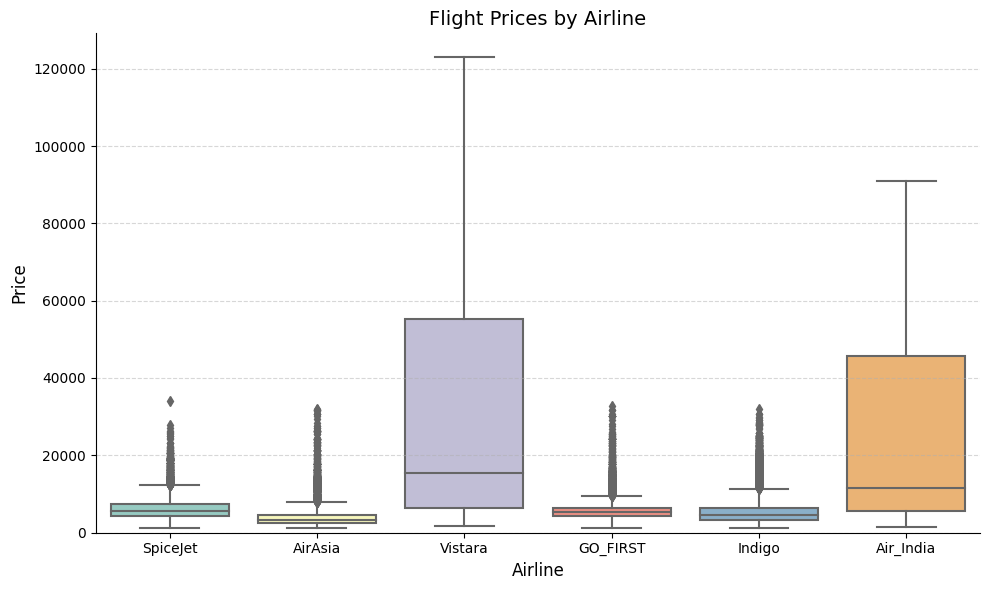 Flight Prices by Airline
Price
120000
100000
80000
60000
40000
20000
0
SpiceJet AirAsia Vistara GO_FIRST Indigo Air_India
Airline